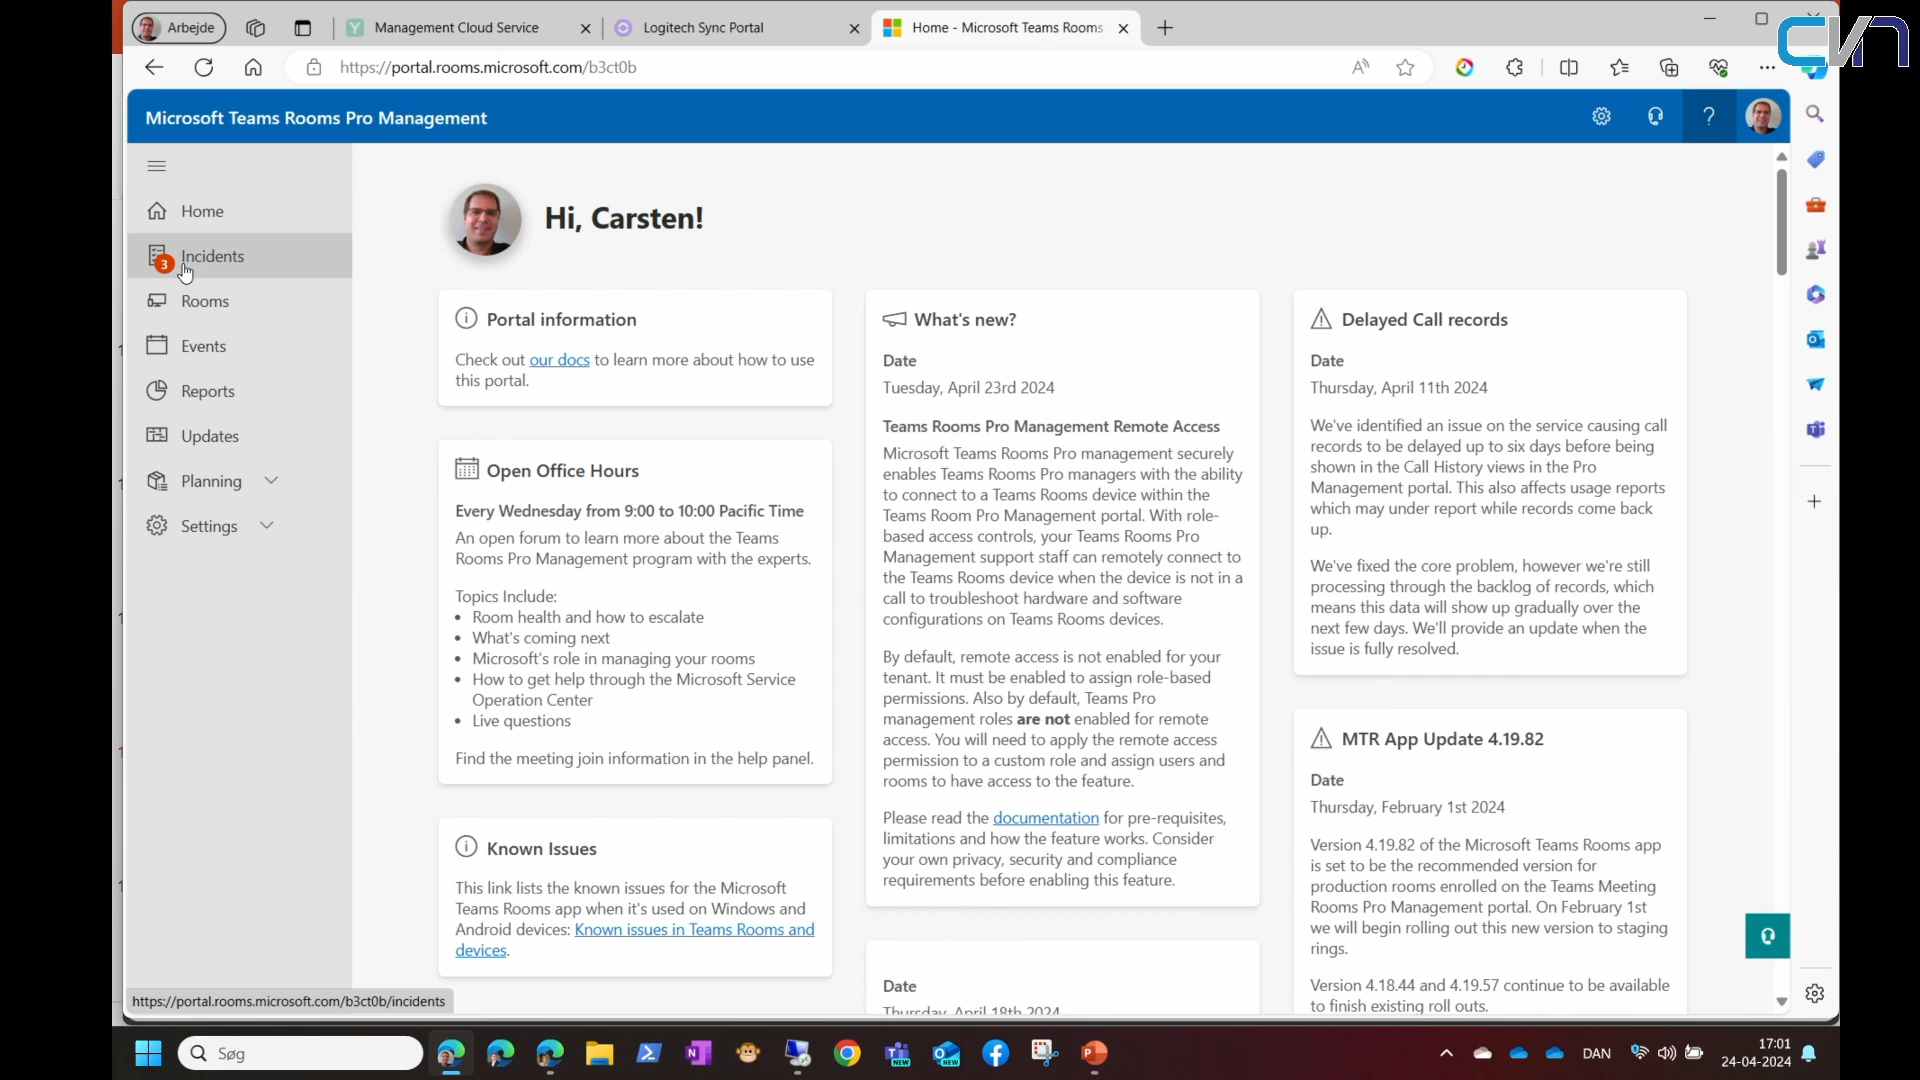 Arbejde
Management Cloud Service
Logitech Sync Portal
Home - Microsoft Teams Rooms
CVN
https://portal.rooms.microsoft.com/b3ct0b
Microsoft Teams Rooms Pro Management
?
Home
3
Incidents
Rooms
Events
Reports
Updates
Planning
Settings
Hi, Carsten!
Portal information
Check out our docs to learn more about how to use
this portal.
Open Office Hours
Every Wednesday from 9:00 to 10:00 Pacific Time
An open forum to learn more about the Teams
Rooms Pro Management program with the experts.
Topics Include:
• Room health and how to escalate
• What's coming next
• Microsoft's role in managing your rooms
• How to get help through the Microsoft Service
Operation Center
• Live questions
Find the meeting join information in the help panel.
Known Issues
This link lists the known issues for the Microsoft
Teams Rooms app when it's used on Windows and
Android devices: Known issues in Teams Rooms and
devices.
What's new?
Date
Tuesday, April 23rd 2024
Teams Rooms Pro Management Remote Access
Microsoft Teams Rooms Pro management securely
enables Teams Rooms Pro managers with the ability
to connect to a Teams Rooms device within the
Teams Room Pro Management portal. With role-
based access controls, your Teams Rooms Pro
Management support staff can remotely connect to
the Teams Rooms device when the device is not in a
call to troubleshoot hardware and software
configurations on Teams Rooms devices.
By default, remote access is not enabled for your
tenant. It must be enabled to assign role-based
permissions. Also by default, Teams Pro
management roles are not enabled for remote
access. You will need to apply the remote access
permission to a custom role and assign users and
rooms to have access to the feature.
Please read the documentation for pre-requisites,
limitations and how the feature works. Consider
your own privacy, security and compliance
requirements before enabling this feature.
Date
Thursday, April 18th 2024
Delayed Call records
Date
Thursday, April 11th 2024
We've identified an issue on the service causing call
records to be delayed up to six days before being
shown in the Call History views in the Pro
Management portal. This also affects usage reports
which may under report while records come back
up.
We've fixed the core problem, however we're still
processing through the backlog of records, which
means this data will show up gradually over the
next few days. We'll provide an update when the
issue is fully resolved.
MTR App Update 4.19.82
Date
Thursday, February 1st 2024
Version 4.19.82 of the Microsoft Teams Rooms app
is set to be the recommended version for
production rooms enrolled on the Teams Meeting
Rooms Pro Management portal. On February 1st
we will begin rolling out this new version to staging
rings.
Version 4.18.44 and 4.19.57 continue to be available
to finish existing roll outs.
https://portal.rooms.microsoft.com/b3ct0b/incidents
Søg
NEW
NEW
DAN
17:01
24-04-2024